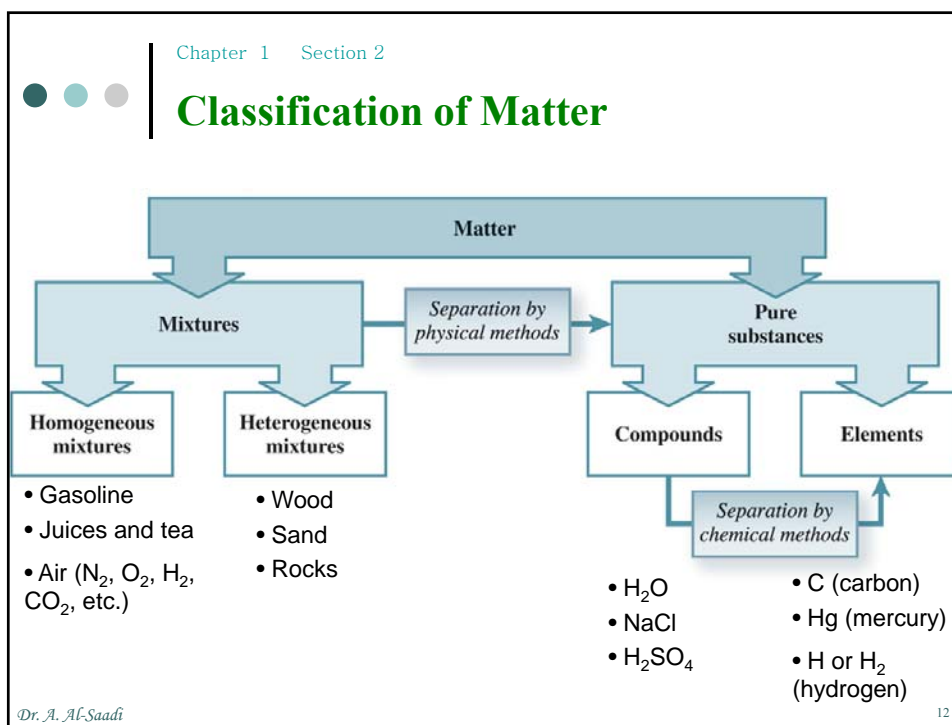 Chapter 1 Section 2
Classification of Matter
Matter
Mixtures
Separation by
physical methods
Pure
substances
Homogeneous
mixtures
Heterogeneous
mixtures
Compounds
Elements
• Gasoline
• Juices and tea
• Air (N₂, O₂, H₂,
CO₂, etc.)
• Wood
• Sand
• Rocks
Separation by
chemical methods
• H₂O
• NaCl
• H₂SO₄
• C (carbon)
• Hg (mercury)
• H or H₂
(hydrogen)
Dr. A. Al-Saadi
12